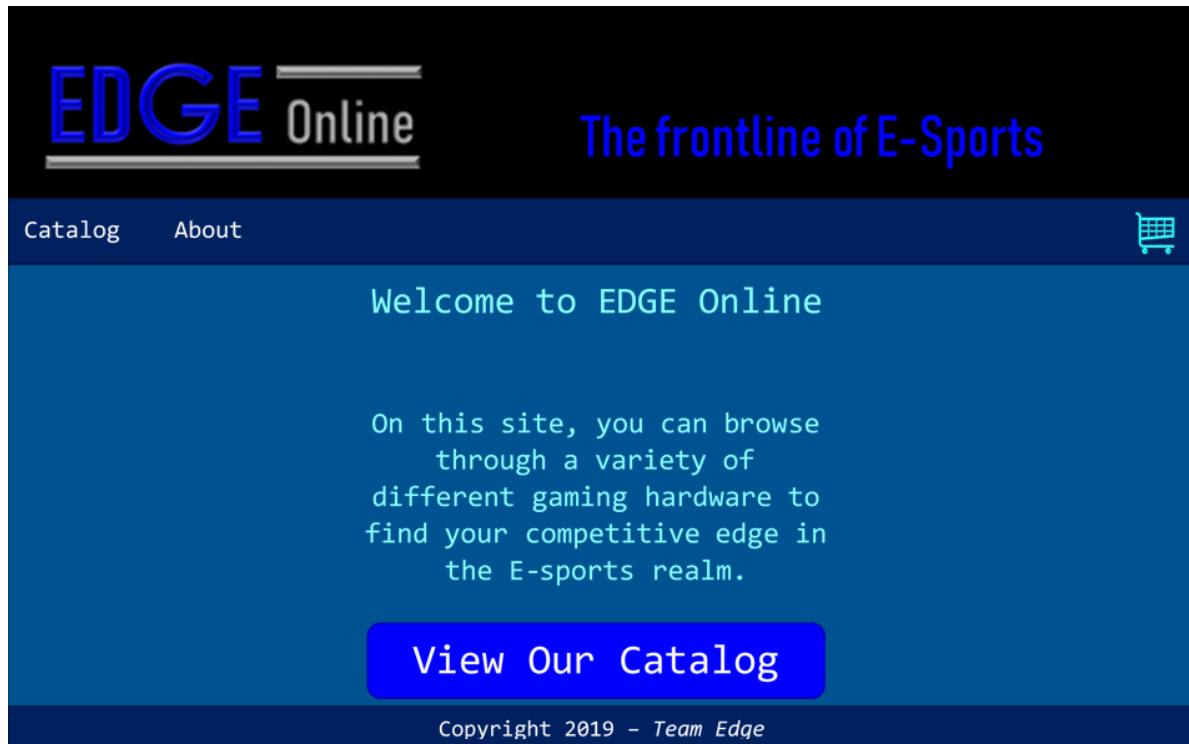 EDGE Online
The frontline of E-Sports
Catalog About
Welcome to EDGE Online
On this site, you can browse
through a variety of
different gaming hardware to
find your competitive edge in
the E-sports realm.
View Our Catalog
Copyright 2019 – Team Edge